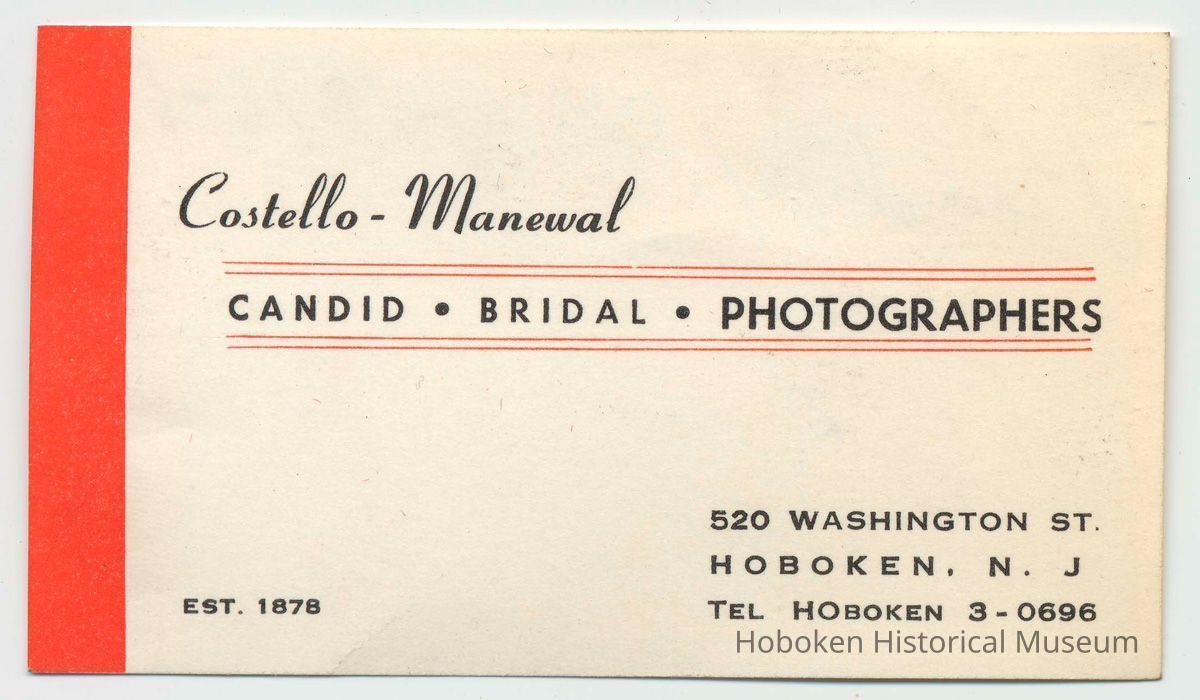 Costello - Manewal
CANDID • BRIDAL • PHOTOGRAPHERS
520 WASHINGTON ST.
HOBOKEN, N. J
EST. 1878
TEL HOBOKEN 3-0696
Hoboken Historical Museum